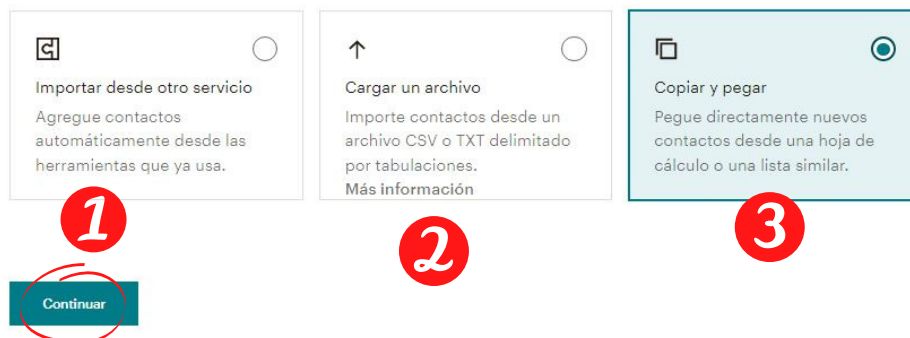 Importar desde otro servicio
Agregue contactos
automáticamente desde las
herramientas que ya usa.
1
Cargar un archivo
Importe contactos desde un
archivo CSV o TXT delimitado
por tabulaciones.
Más información
2
Copiar y pegar
Pegue directamente nuevos
contactos desde una hoja de
cálculo o una lista similar.
3
Continuar